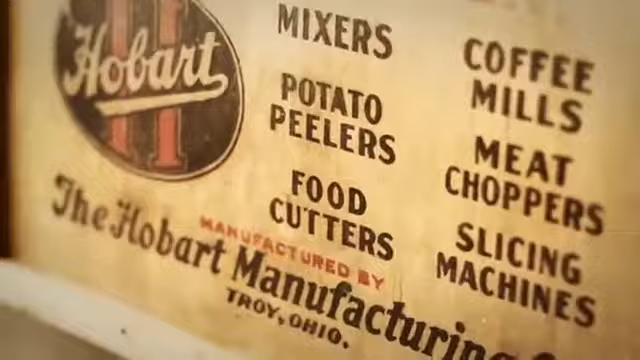 Hobart
MIXERS
POTATO
PEELERS
FOOD
CUTTERS
COFFEE
MILLS
MEAT
CHOPPERS
SLICING
MACHINES
MANUFACTURED BY
The Hobart Manufacturing
TROY, OHIO.